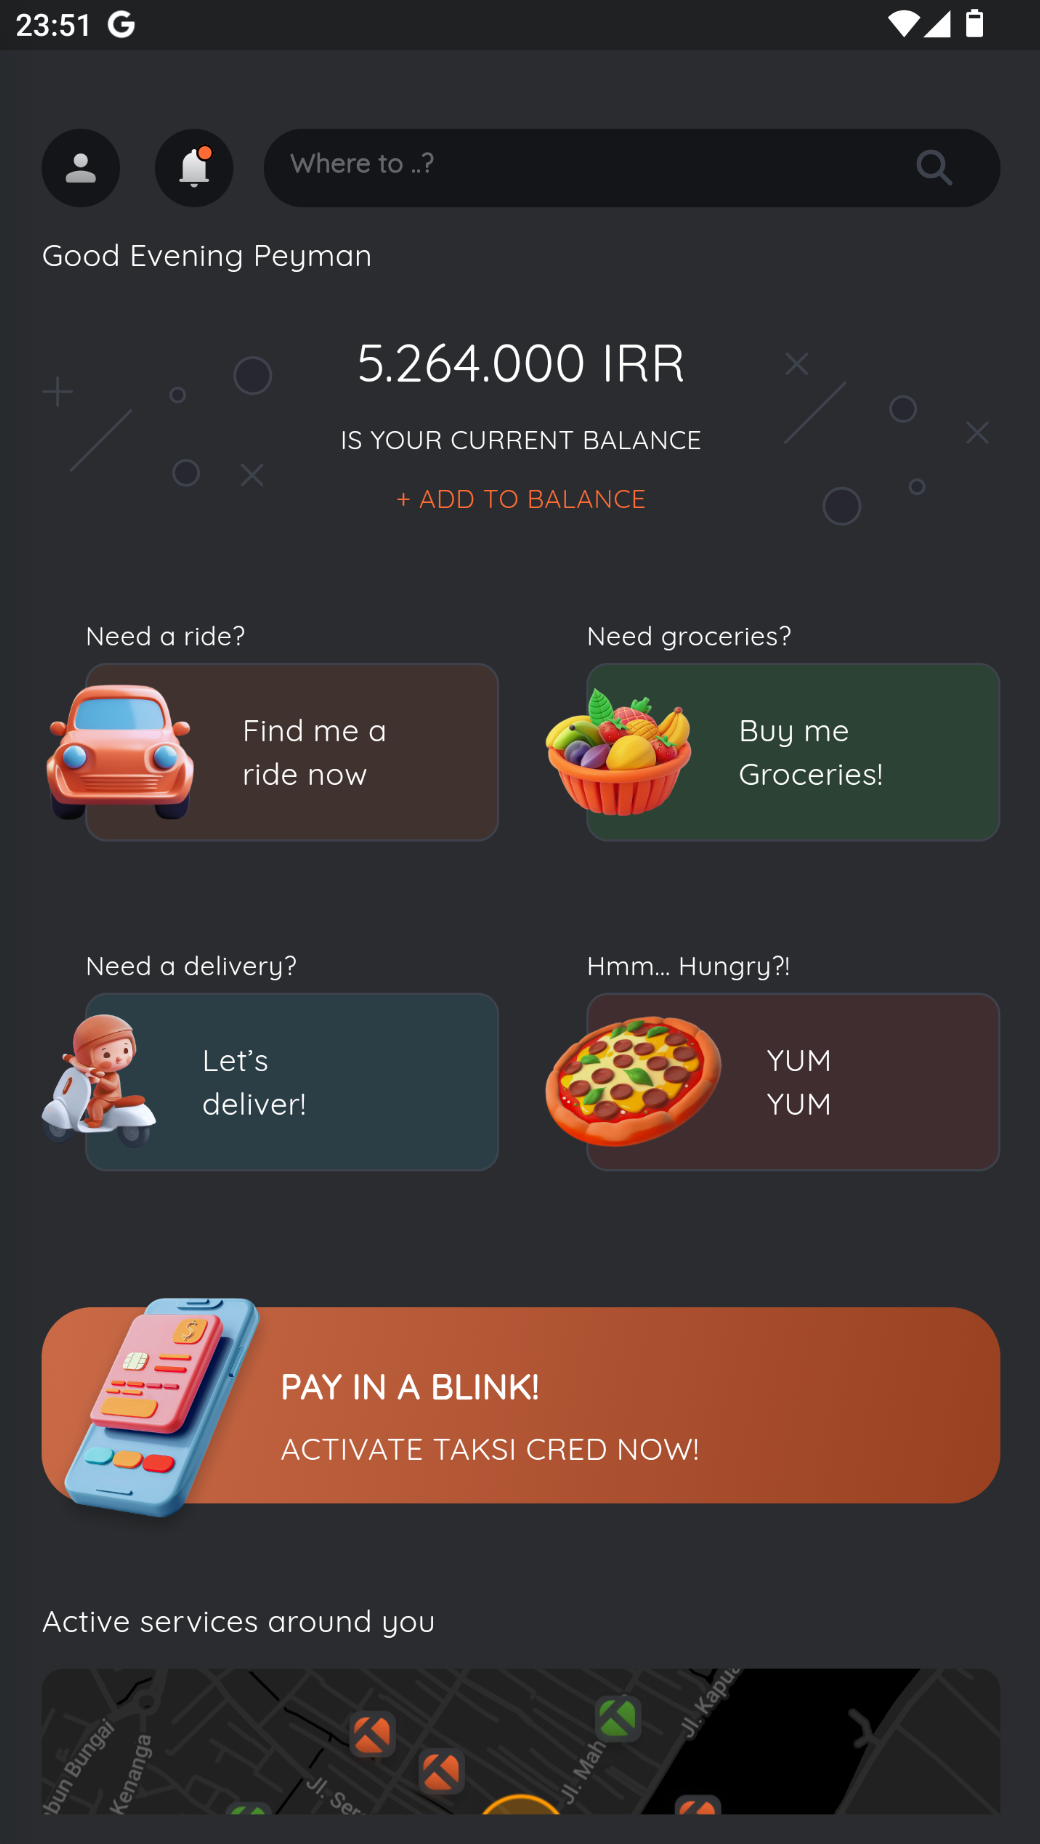 23:51 G
Where to ..?
Good Evening Peyman
5.264.000 IRR
IS YOUR CURRENT BALANCE
+ ADD TO BALANCE
Need a ride?
Need groceries?
Find me a
ride now
Buy me
Groceries!
Need a delivery?
Hmm... Hungry?!
Let's
deliver!
YUM
YUM
$
PAY IN A BLINK!
ACTIVATE TAKSI CRED NOW!
Active services around you
Jl. Kapua
bun Bungai
Kenanga
Jl. Mah
Jl. Ser